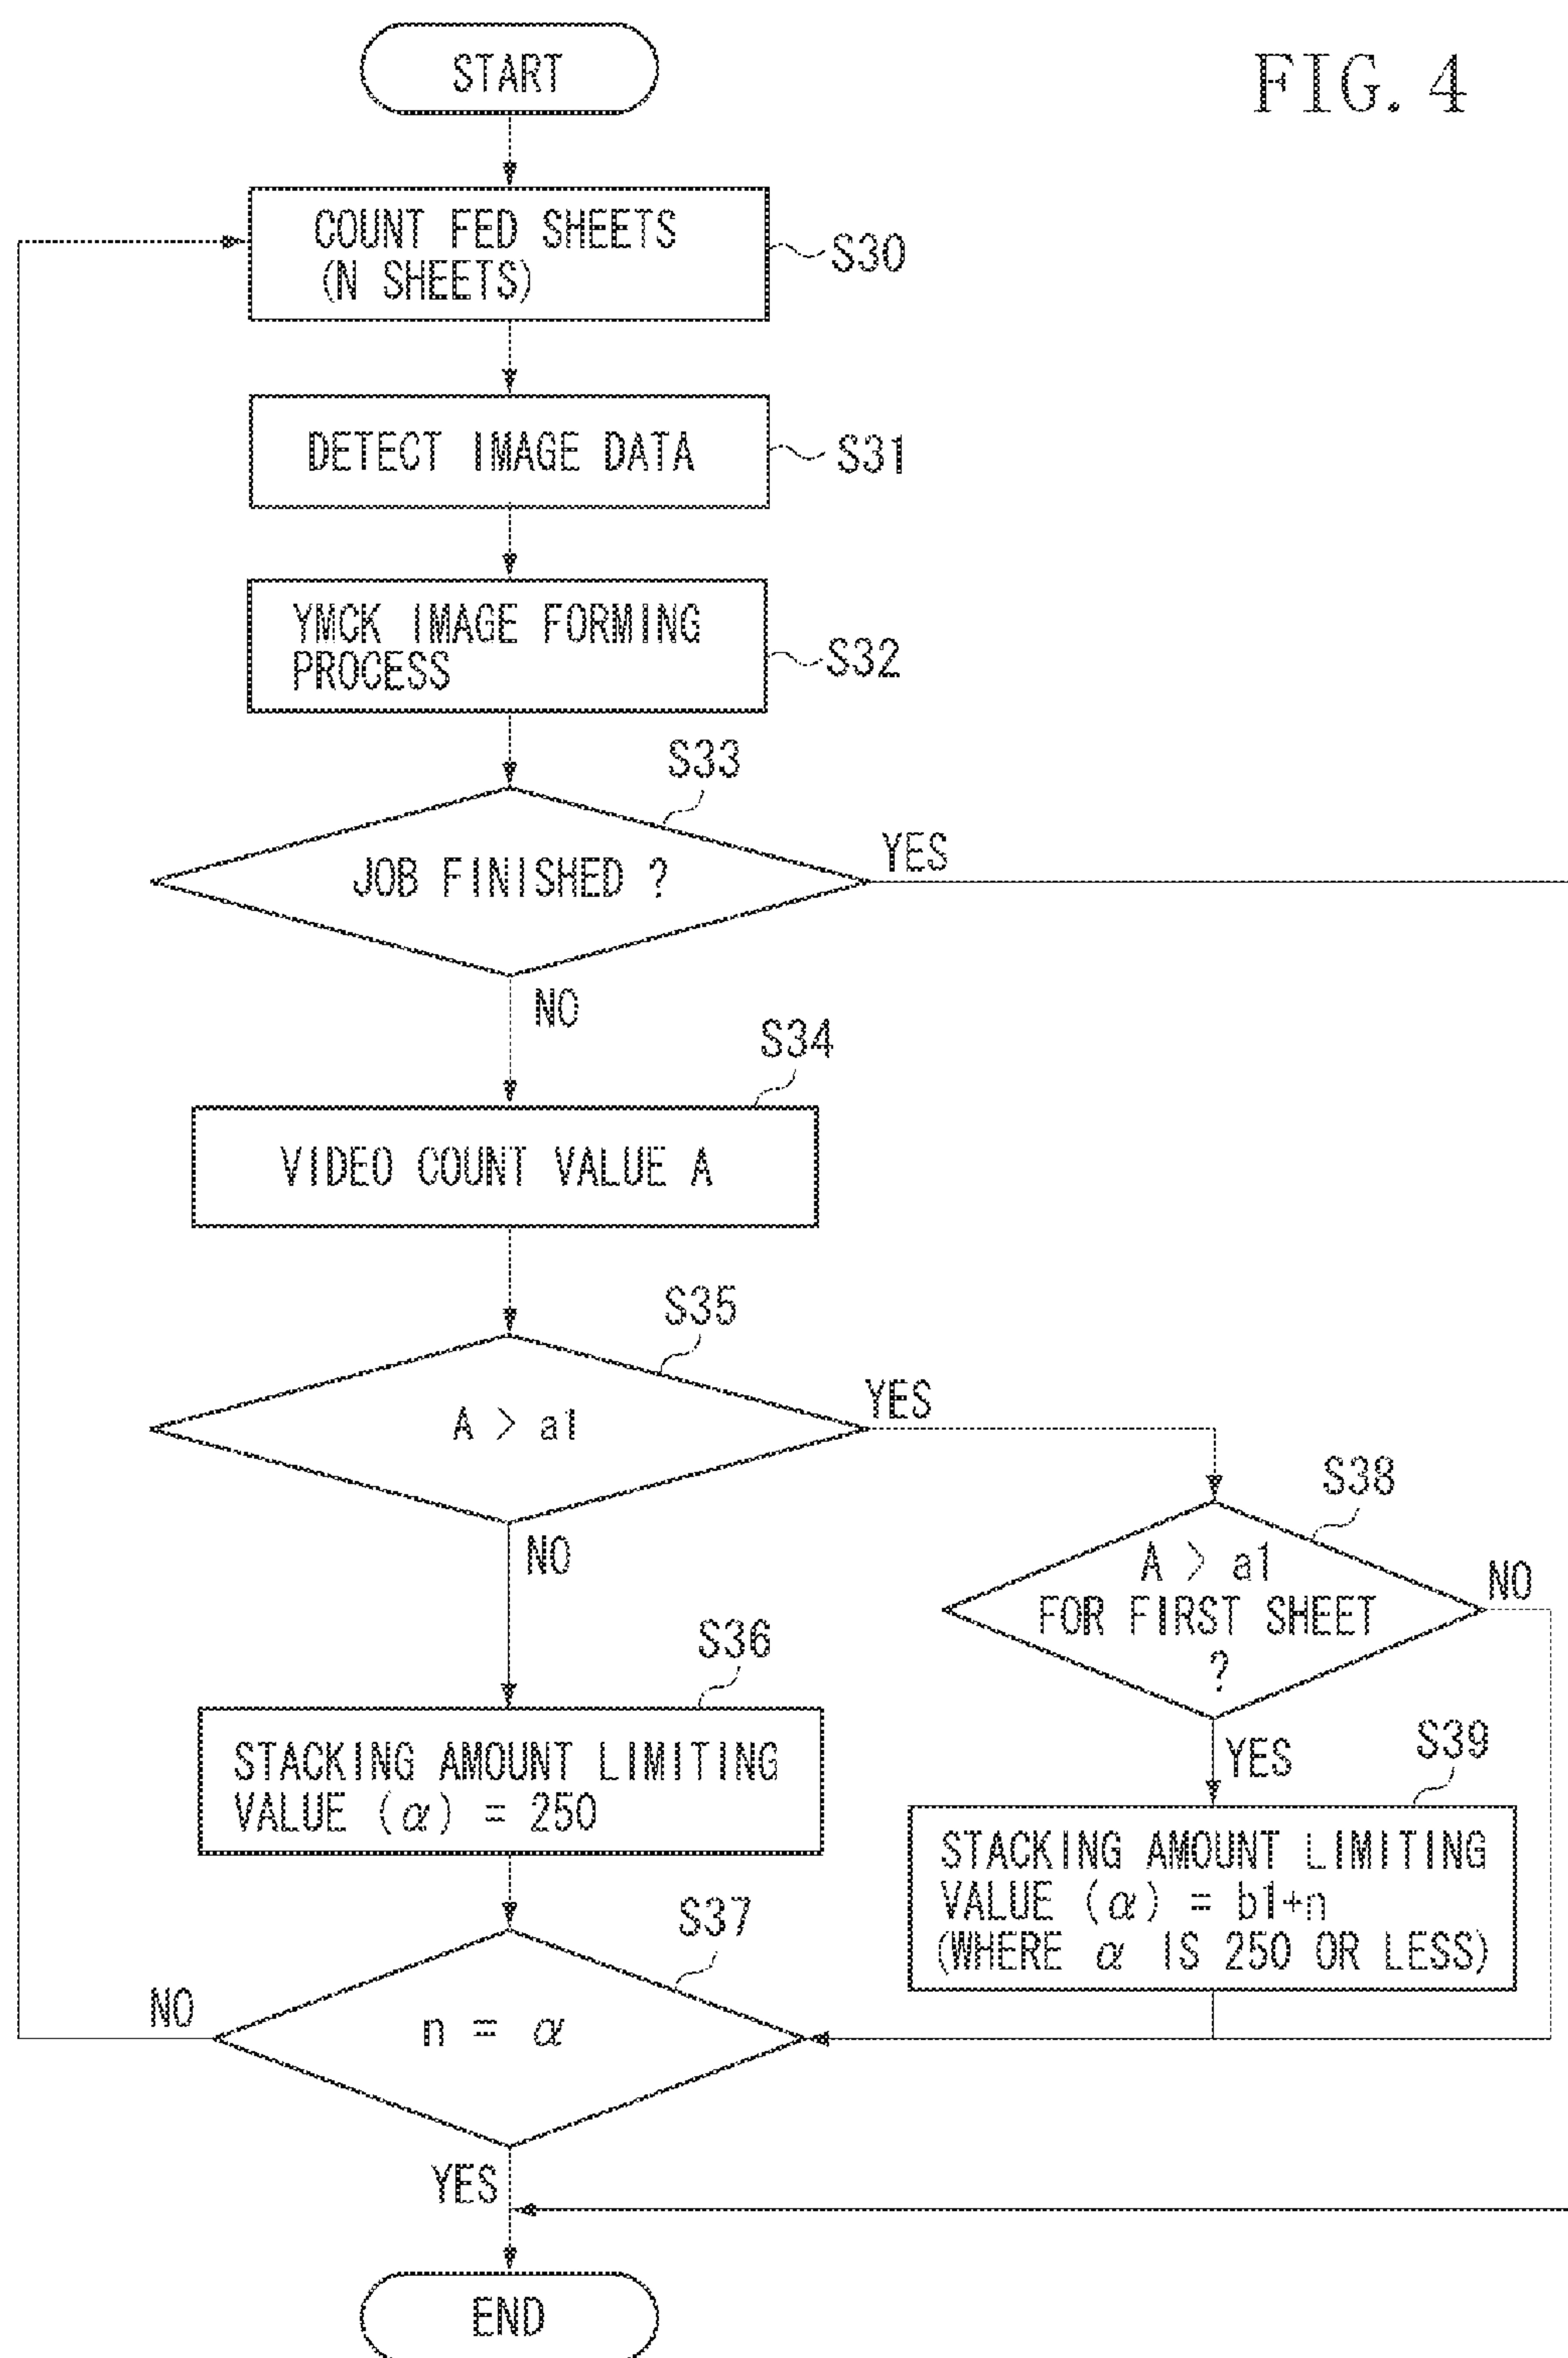 FIG. 4
START
COUNT FED SHEETS
(N SHEETS)
S30
DETECT IMAGE DATA
S31
YMCK IMAGE FORMING
PROCESS
S32
S33
JOB FINISHED ?
YES
NO
S34
VIDEO COUNT VALUE A
S35
A > a1
YES
NO
S38
A > a1
FOR FIRST SHEET
?
NO
YES
S36
STACKING AMOUNT LIMITING
VALUE (α) = 250
S39
STACKING AMOUNT LIMITING
VALUE (α) = b1+n
(WHERE α IS 250 OR LESS)
S37
n = α
NO
YES
END